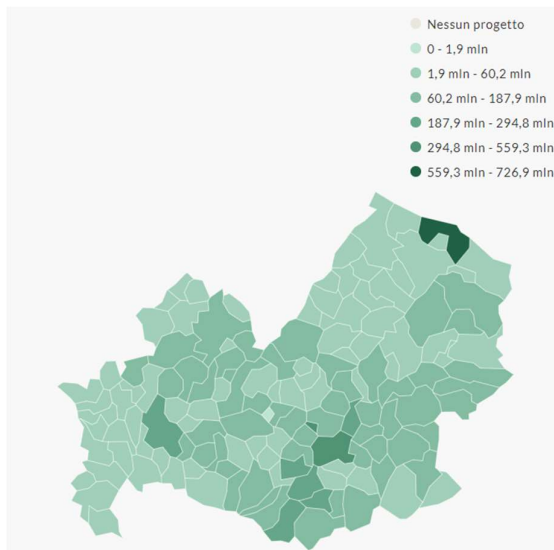 Nessun progetto
0 - 1,9 mln
1,9 mln - 60,2 mln
60,2 mln - 187,9 mln
187,9 mln - 294,8 mln
294,8 mln - 559,3 mln
559,3 mln - 726,9 mln